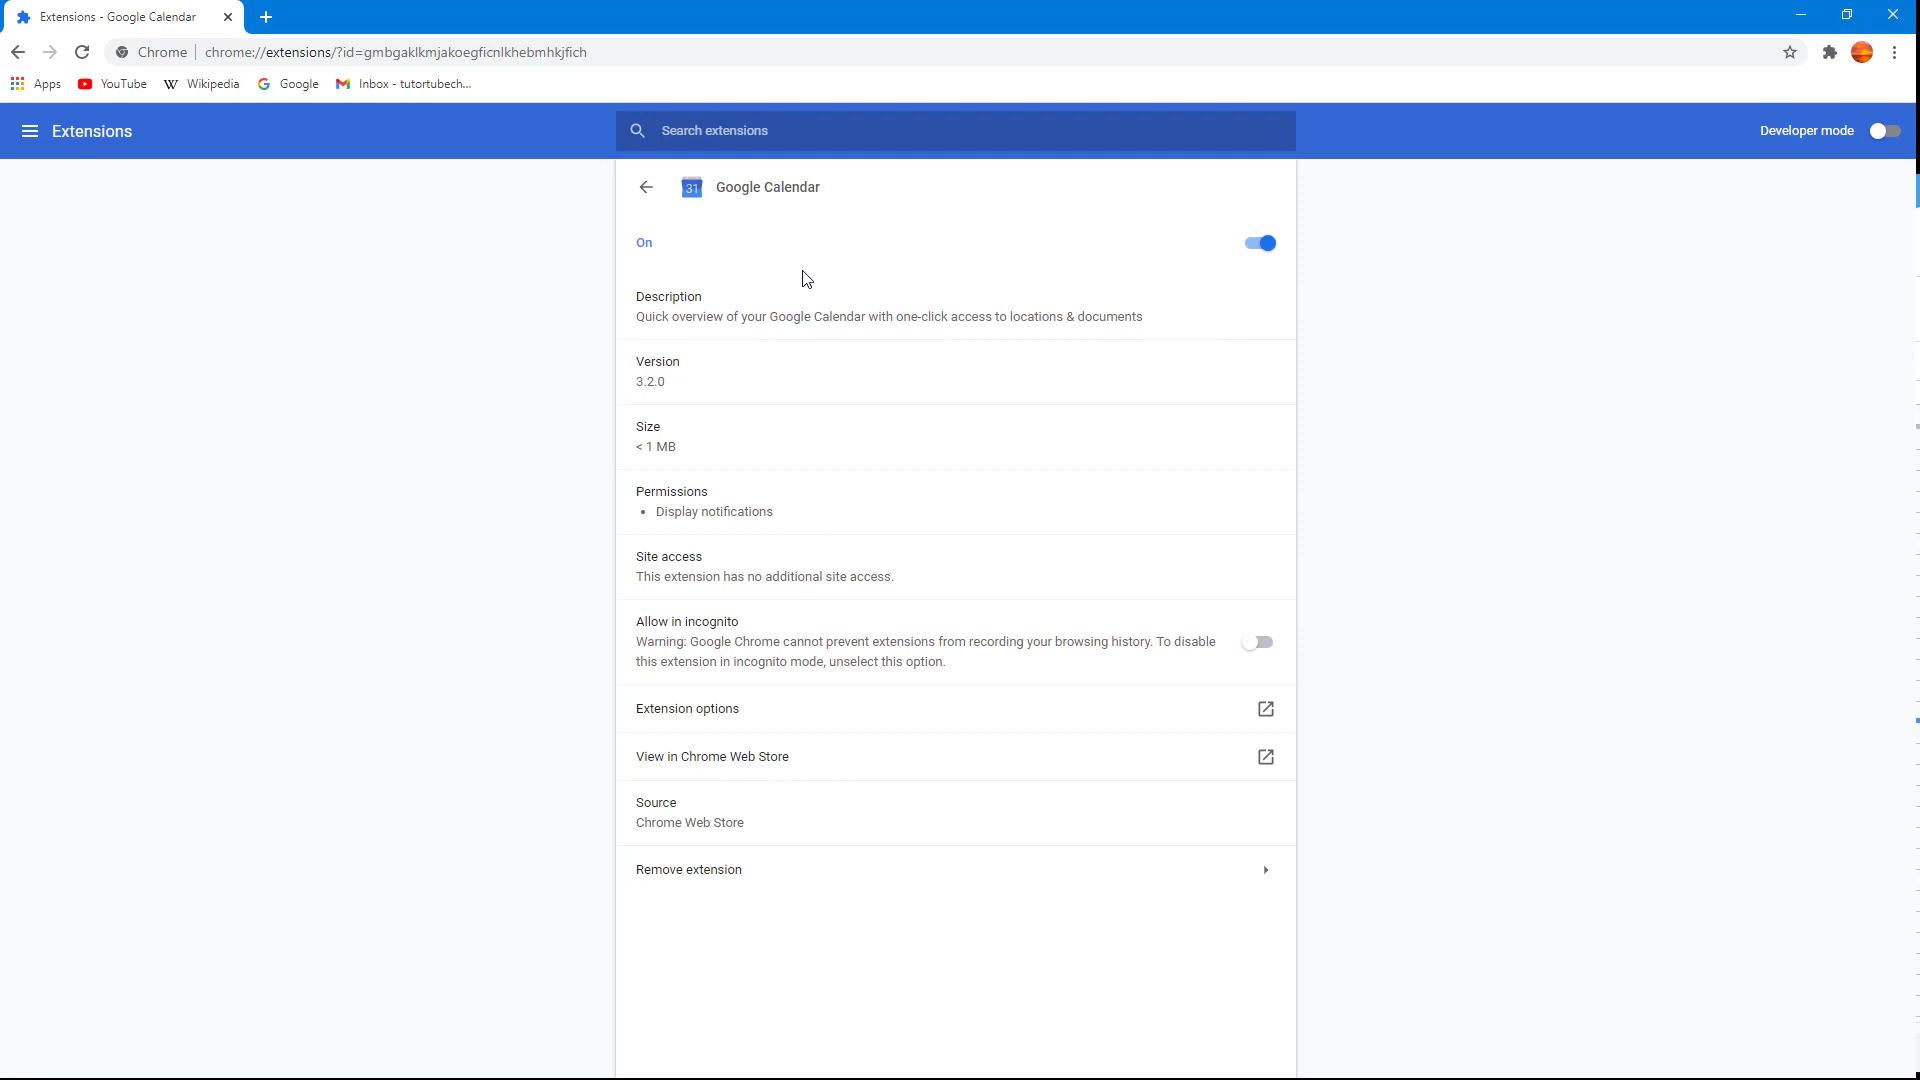 Extensions - Google Calendar
Chrome
chrome://extensions/?id=gmbgaklkmjakoegficnlkhebmhkjfich
Apps
YouTube
Wikipedia
Google
Inbox - tutortubech...
Extensions
Search extensions
Developer mode
31
Google Calendar
On
Description
Quick overview of your Google Calendar with one-click access to locations & documents
Version
3.2.0
Size
< 1 MB
Permissions
• Display notifications
Site access
This extension has no additional site access.
Allow in incognito
Warning: Google Chrome cannot prevent extensions from recording your browsing history. To disable
this extension in incognito mode, unselect this option.
Extension options
View in Chrome Web Store
Source
Chrome Web Store
Remove extension